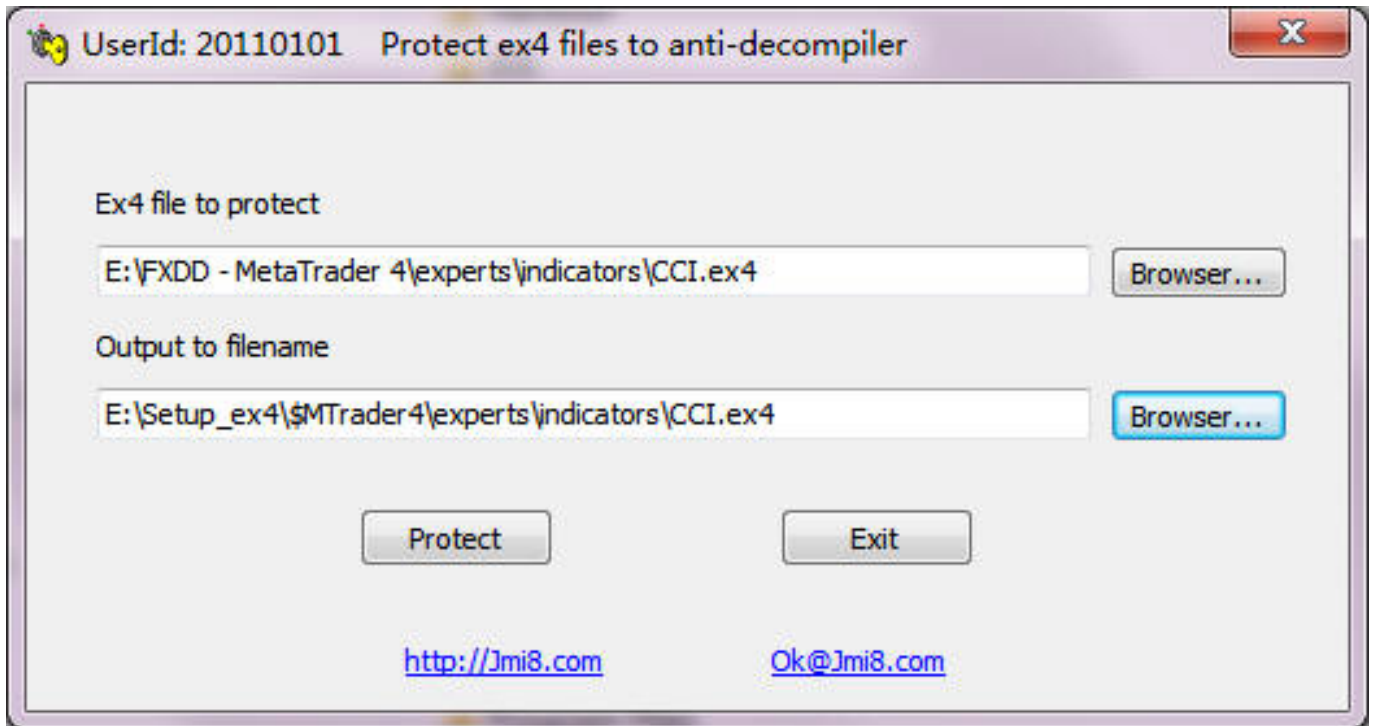 UserId: 20110101 Protect ex4 files to anti-decompiler
X
Ex4 file to protect
E:\FXDD - MetaTrader 4\experts\indicators\CCI.ex4 Browser...
Output to filename
E:\Setup_ex4\$MTrader4\experts\indicators\CCI.ex4 Browser...
Protect Exit
http://Jmi8.com Ok@Jmi8.com